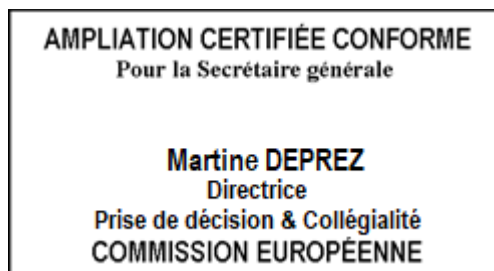 AMPLIATION CERTIFIÉE CONFORME
Pour la Secrétaire générale
Martine DEPREZ
Directrice
Prise de décision & Collégialité
COMMISSION EUROPÉENNE